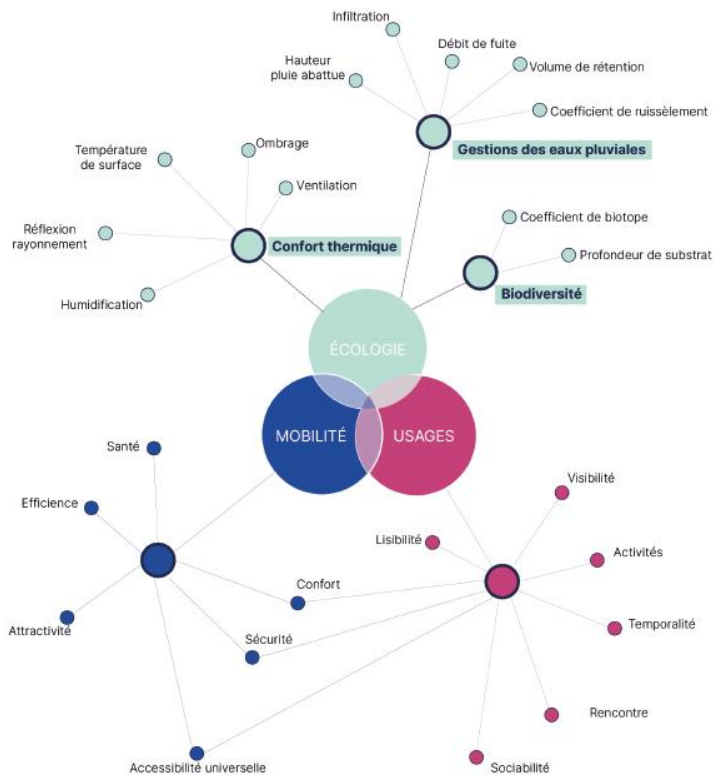 Infiltration
Débit de fuite
Hauteur
pluie abattue
Volume de rétention
Coefficient de ruissèlement
Gestions des eaux pluviales
Ombrage
Température
de surface
Ventilation
Coefficient de biotope
Réflexion
rayonnement
Confort thermique
Profondeur de substrat
Humidification
Biodiversité
ÉCOLOGIE
MOBILITÉ
USAGES
Santé
Visibilité
Efficience
Lisibilité
Activités
Confort
Attractivité
Sécurité
Temporalité
Rencontre
Accessibilité universelle
Sociabilité